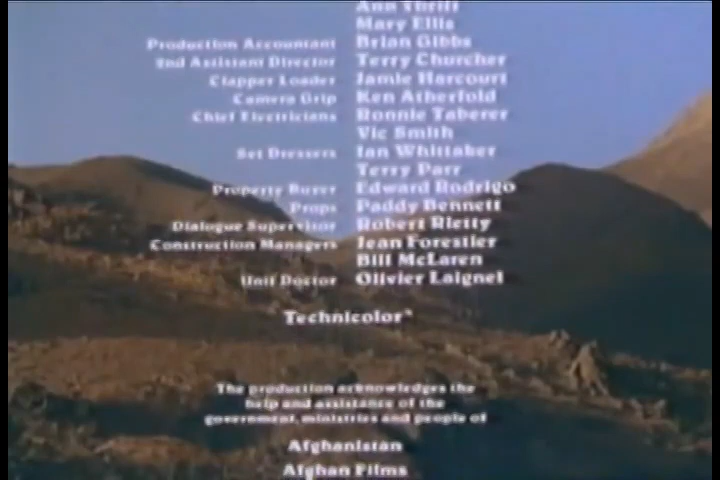 Ann Thrift
Mary Ellis
Production Accountant Brian Gibbs
2nd Assistant Director Terry Churcher
Clapper Loader Jamie Harcourt
Camera Grip Ken Atherfold
Chief Electricians Ronnie Taberer
Vic Smith
Set Dressers Ian Whittaker
Terry Parr
Property Buyer Edward Rodrigo
Props Paddy Bennett
Dialogue Supervisor Robert Rietty
Construction Managers Jean Forestier
Bill McLaren
Unit Doctor Olivier Laignel
Technicolor®
The production acknowledges the
help and assistance of the
government, ministries and people of
Afghanistan
Afghan Films